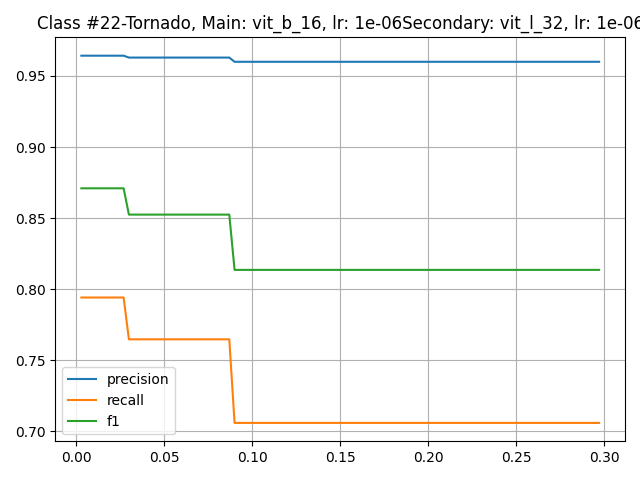 Class #22-Tornado, Main: vit_b_16, lr: 1e-06Secondary: vit_l_32, lr: 1e-06
0.95
0.90
0.85
0.80
0.75
0.70
precision
recall
f1
0.00 0.05 0.10 0.15 0.20 0.25 0.30